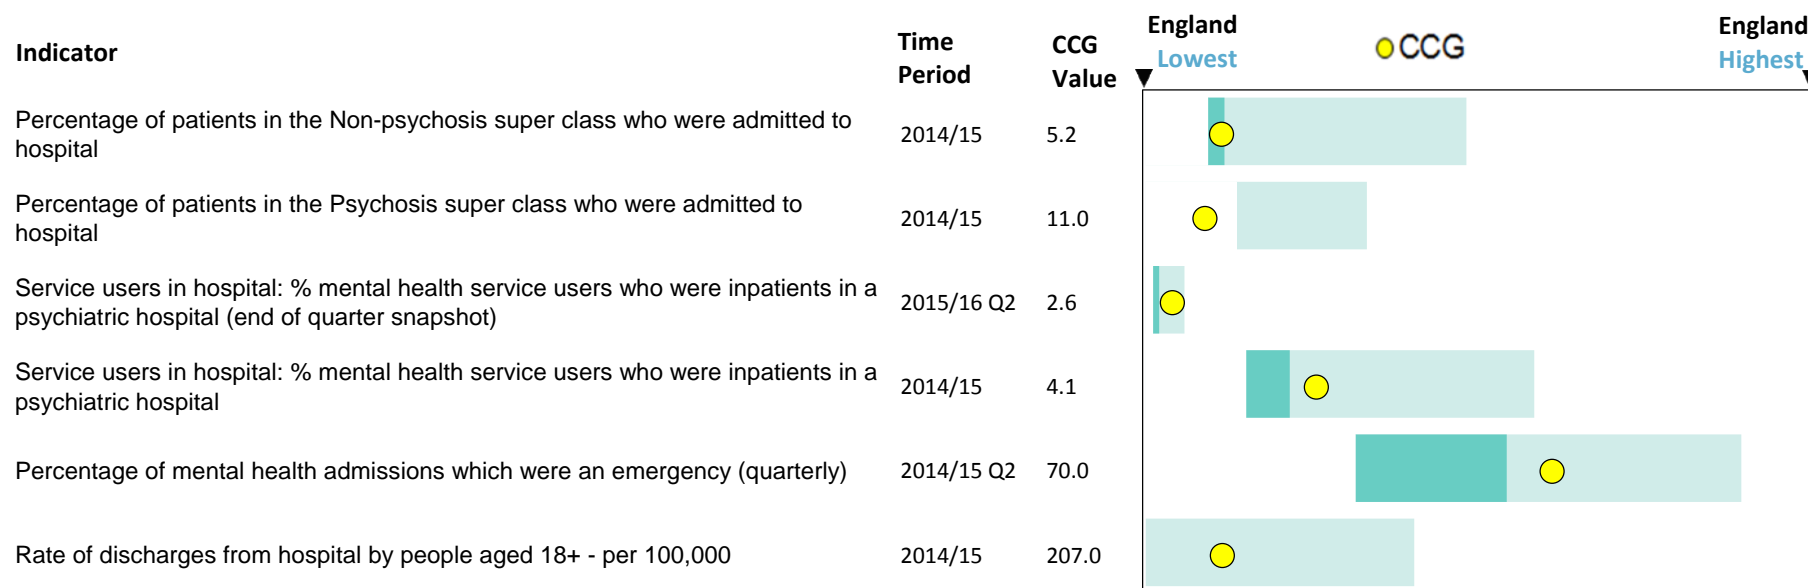 Indicator
Time
Period
CCG
Value
England
Lowest
CCG
England
Highest
Percentage of patients in the Non-psychosis super class who were admitted to
hospital
2014/15
5.2
Percentage of patients in the Psychosis super class who were admitted to
hospital
2014/15
11.0
Service users in hospital: % mental health service users who were inpatients in a
psychiatric hospital (end of quarter snapshot)
2015/16 Q2
2.6
Service users in hospital: % mental health service users who were inpatients in a
psychiatric hospital
2014/15
4.1
Percentage of mental health admissions which were an emergency (quarterly)
2014/15 Q2
70.0
Rate of discharges from hospital by people aged 18+ - per 100,000
2014/15
207.0